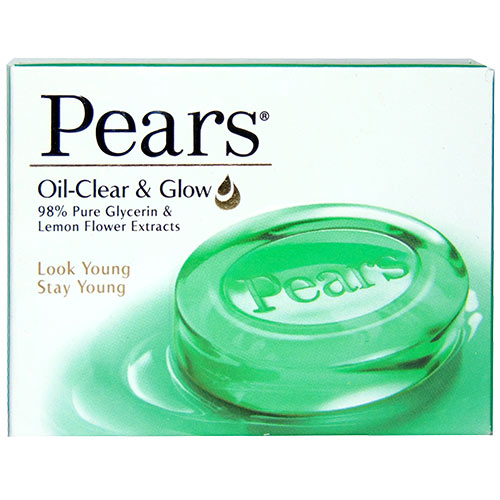 Pears®
Oil-Clear & Glow
98% Pure Glycerin &
Lemon Flower Extracts
Look Young
Stay Young
Pears